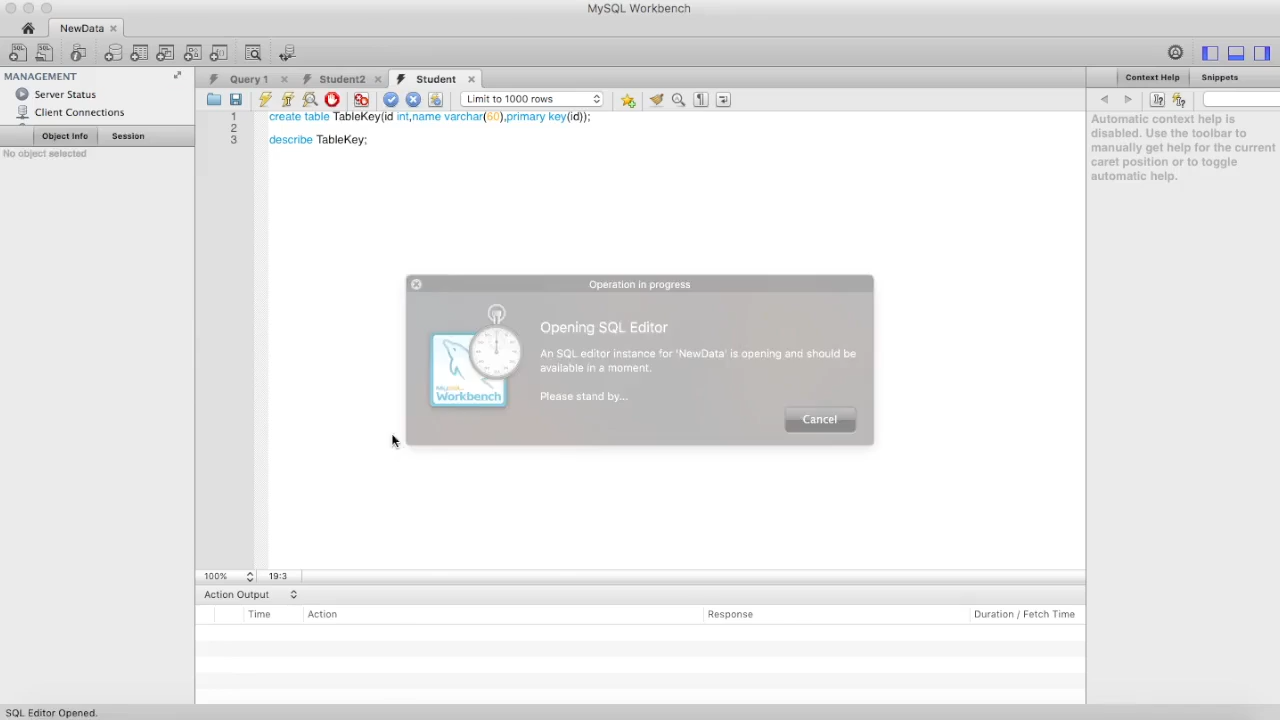 MySQL Workbench
NewData
MANAGEMENT
Server Status
Client Connections
Object Info Session
No object selected
Query 1 Student2 Student
Limit to 1000 rows
1 create table TableKey(id int,name varchar(60),primary key(id));
2
3 describe TableKey;
Operation in progress
Opening SQL Editor
An SQL editor instance for 'NewData' is opening and should be
available in a moment.
Please stand by...
Cancel
MySQL
Workbench
100% 19:3
Action Output
Time Action Response Duration / Fetch Time
Context Help Snippets
Automatic context help is
disabled. Use the toolbar to
manually get help for the current
caret position or to toggle
automatic help.
SQL Editor Opened.